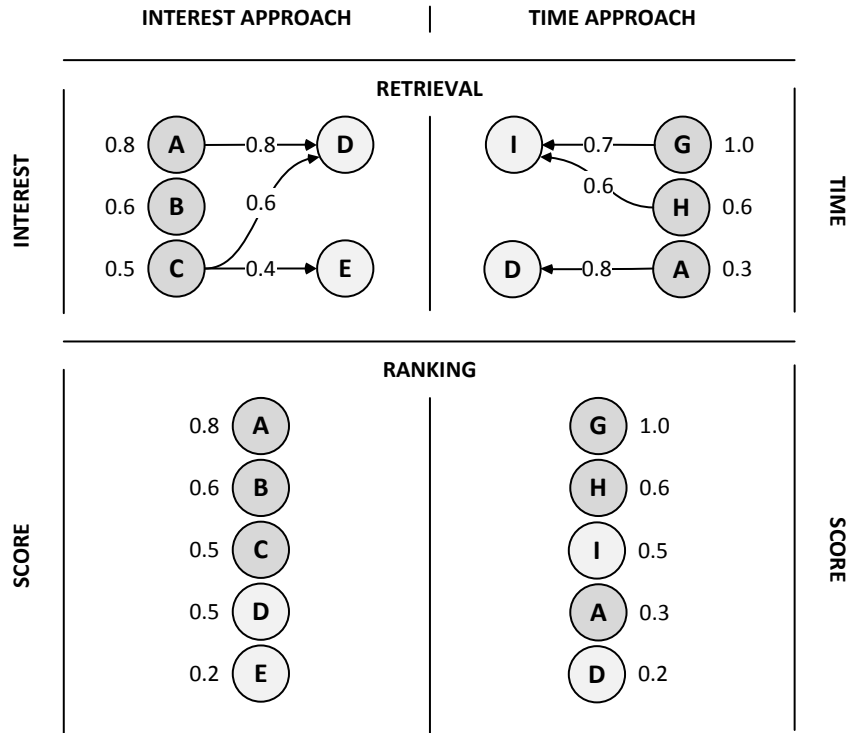 INTEREST APPROACH | TIME APPROACH
RETRIEVAL
INTEREST
TIME
0.8 A 0.8 D
0.6 B 0.6
0.5 C 0.4 E
I 0.7 G 1.0
0.6 H 0.6
D 0.8 A 0.3
RANKING
SCORE
SCORE
0.8 A
0.6 B
0.5 C
0.5 D
0.2 E
G 1.0
H 0.6
I 0.5
A 0.3
D 0.2